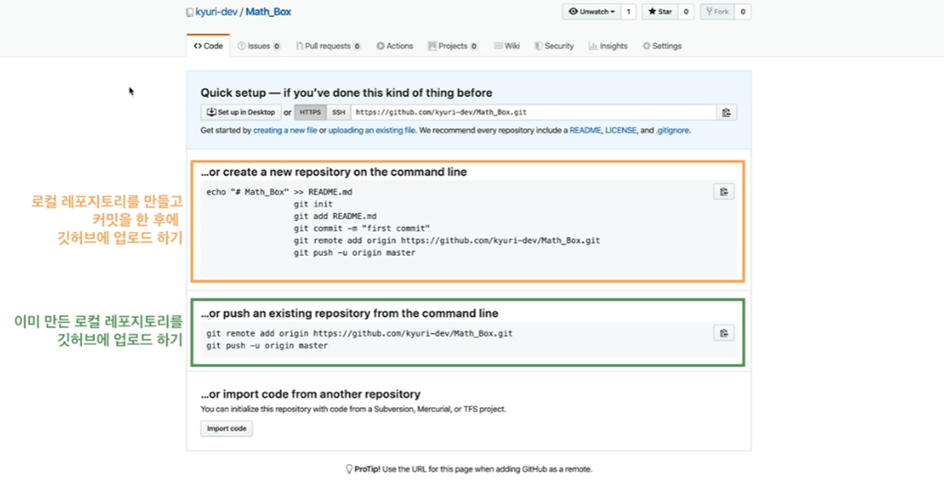 kyuri-dev / Math_Box
Unwatch 1 Star 0 Fork 0
Code Issues 0 Pull requests 0 Actions Projects 0 Wiki Security Insights Settings
Quick setup — if you've done this kind of thing before
Set up in Desktop or HTTPS SSH https://github.com/kyuri-dev/Math_Box.git
Get started by creating a new file or uploading an existing file. We recommend every repository include a README, LICENSE, and .gitignore.
로컬 레포지토리를 만들고
커밋을 한 후에
깃허브에 업로드 하기
...or create a new repository on the command line
echo "# Math_Box" >> README.md
git init
git add README.md
git commit -m "first commit"
git remote add origin https://github.com/kyuri-dev/Math_Box.git
git push -u origin master
이미 만든 로컬 레포지토리를
깃허브에 업로드 하기
...or push an existing repository from the command line
git remote add origin https://github.com/kyuri-dev/Math_Box.git
git push -u origin master
...or import code from another repository
You can initialize this repository with code from a Subversion, Mercurial, or TFS project.
Import code
ProTip! Use the URL for this page when adding GitHub as a remote.